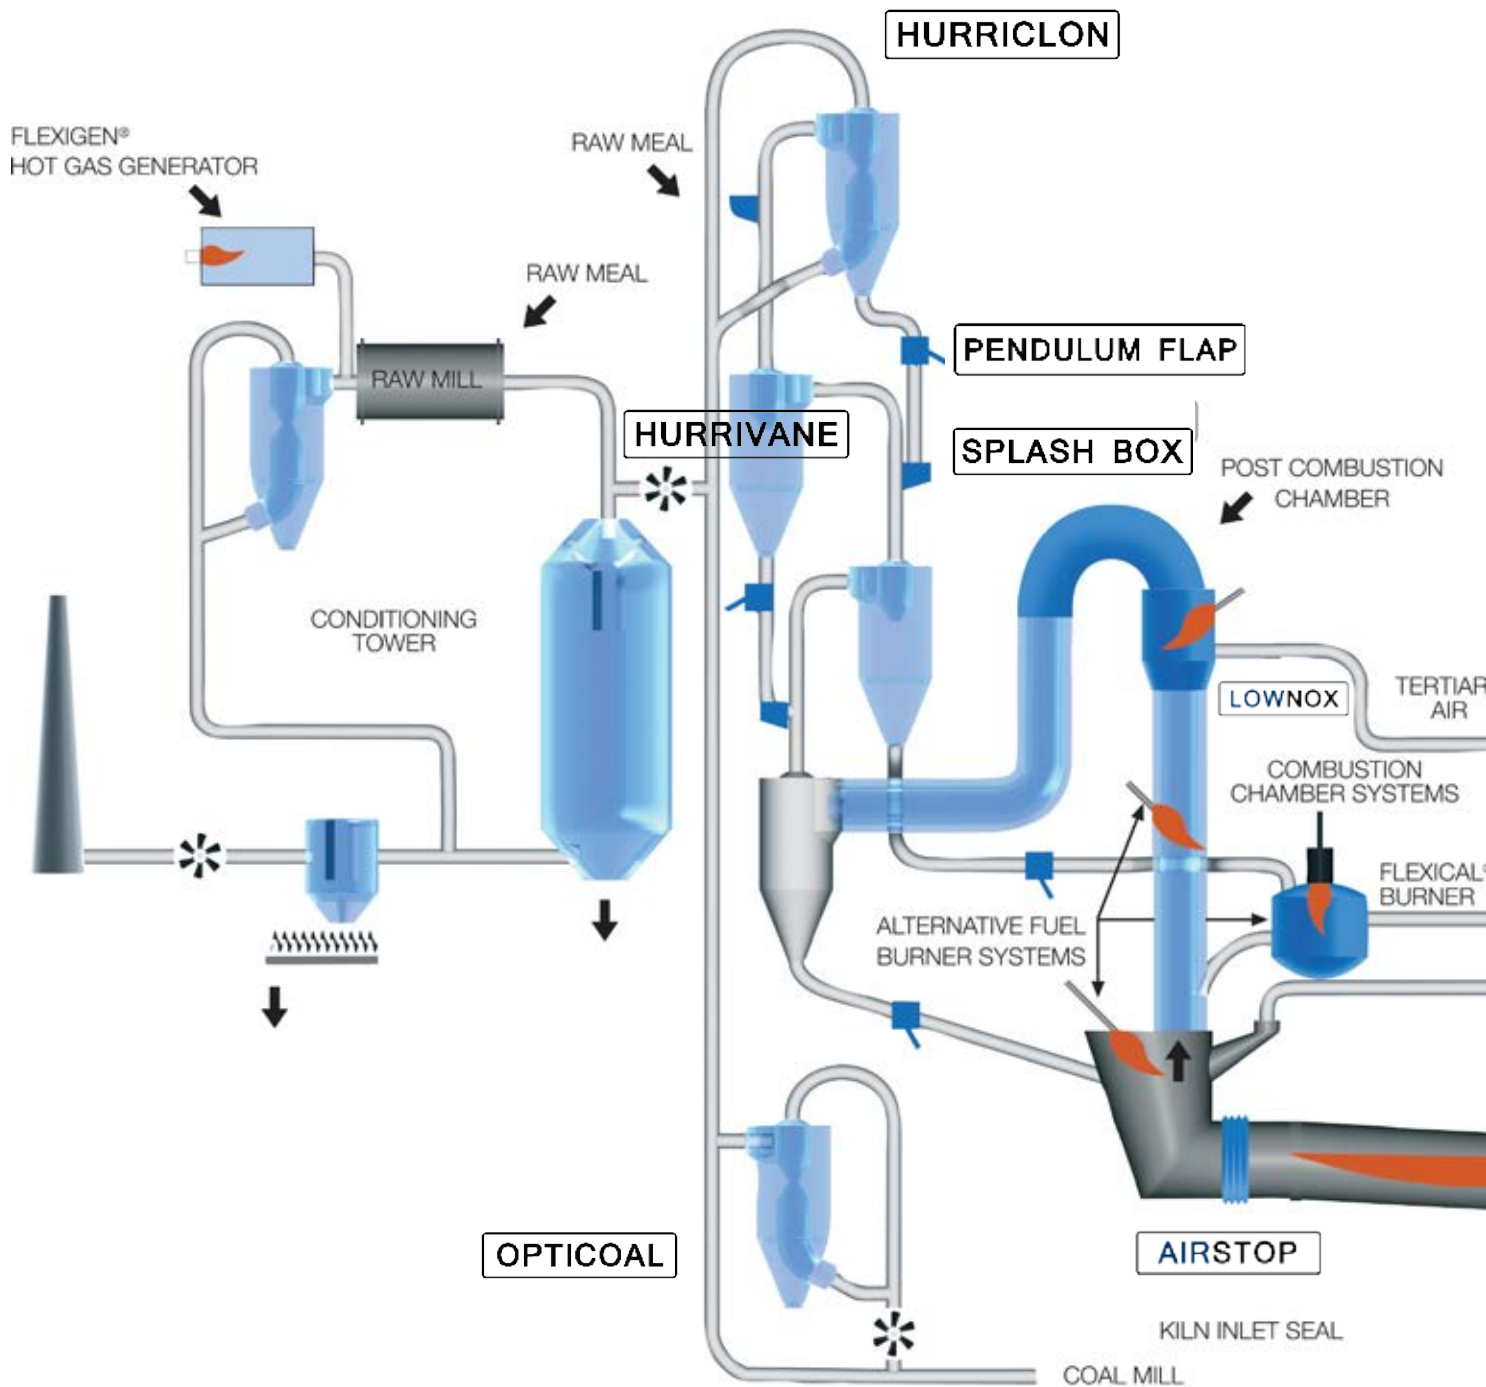 HURRICLON
FLEXIGEN®
HOT GAS GENERATOR
RAW MEAL
RAW MEAL
RAW MILL
PENDULUM FLAP
HURRIVANE
SPLASH BOX
POST COMBUSTION
CHAMBER
CONDITIONING
TOWER
LOWNOX
TERTIAR
AIR
COMBUSTION
CHAMBER SYSTEMS
FLEXICAL®
BURNER
ALTERNATIVE FUEL
BURNER SYSTEMS
OPTICOAL
AIRSTOP
KILN INLET SEAL
COAL MILL